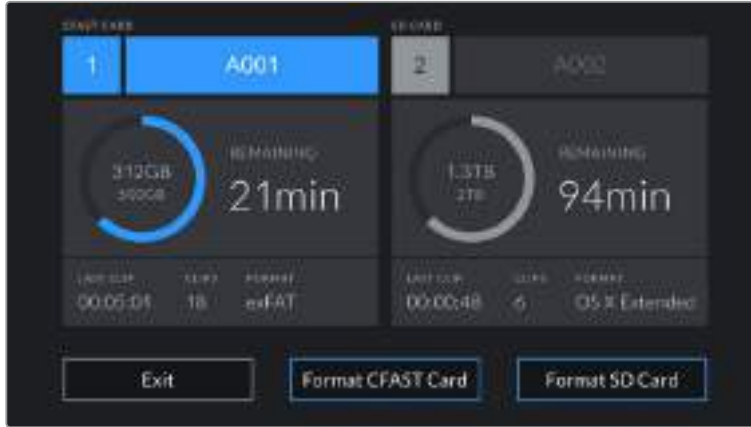 CFAST CARD
1
A001
312GB
REMAINING
21min
LAST CLIP
CLIPS
FORMAT
00:05:01
18
exFAT
SD CARD
2
A002
1.3TB
2TB
REMAINING
94min
LAST CLIP
CLIPS
FORMAT
00:00:48
6
OS X Extended
Exit
Format CFAST Card
Format SD Card